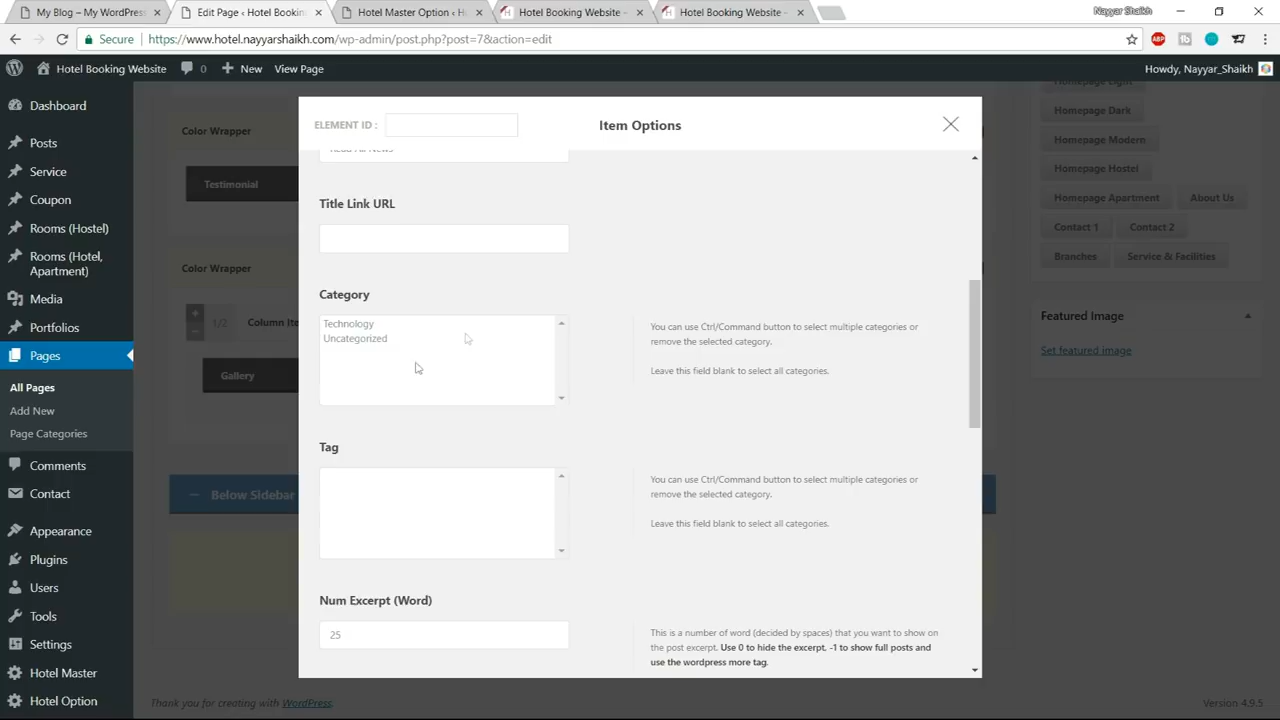 My Blog – My WordPress
Edit Page ‹ Hotel Bookin
Hotel Master Option ‹ H
Hotel Booking Website –
Hotel Booking Website –
Nayyar Shaikh
Secure
https://www.hotel.nayyarshaikh.com/wp-admin/post.php?post=7&action=edit
Hotel Booking Website
0
New
View Page
Howdy, Nayyar_Shaikh
Dashboard
Posts
Service
Coupon
Rooms (Hostel)
Rooms (Hotel,
Apartment)
Media
Portfolios
Pages
All Pages
Add New
Page Categories
Comments
Contact
Appearance
Plugins
Users
Tools
Settings
Hotel Master
Hotel Option
Color Wrapper
Testimonial
Color Wrapper
1/2
Column Ite
Gallery
Below Sidebar
Thank you for creating with WordPress.
ELEMENT ID :
Item Options
Read All News
Title Link URL
Category
Technology
Uncategorized
You can use Ctrl/Command button to select multiple categories or
remove the selected category.
Leave this field blank to select all categories.
Tag
You can use Ctrl/Command button to select multiple categories or
remove the selected category.
Leave this field blank to select all categories.
Num Excerpt (Word)
25
This is a number of word (decided by spaces) that you want to show on
the post excerpt. Use 0 to hide the excerpt, -1 to show full posts and
use the wordpress more tag.
Homepage Light
Homepage Dark
Homepage Modern
Homepage Hostel
Homepage Apartment
About Us
Contact 1
Contact 2
Branches
Service & Facilities
Featured Image
Set featured image
Version 4.9.5